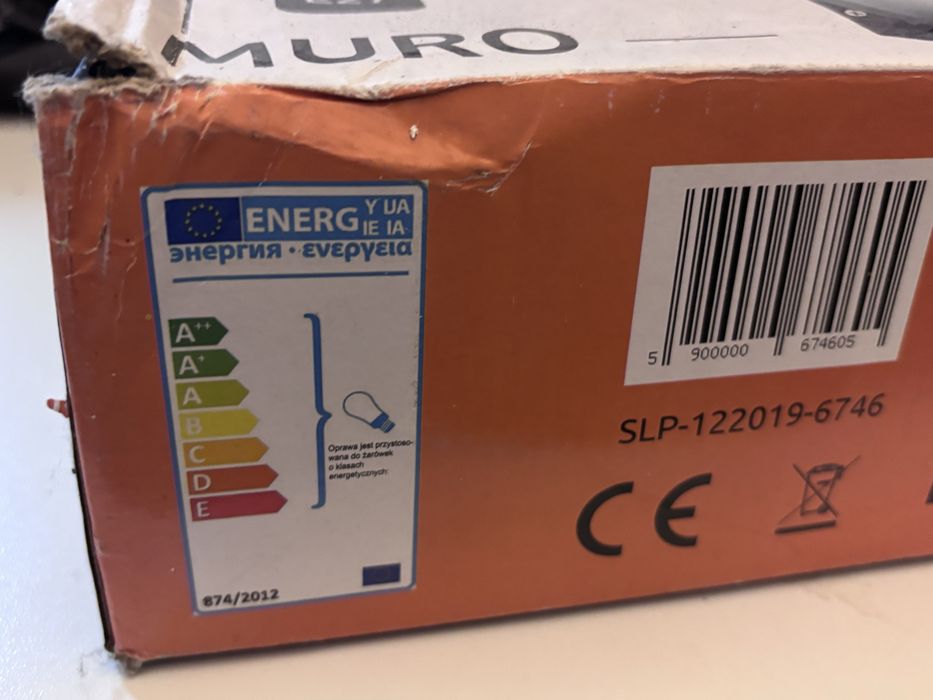 E27
MURO
ENERG
Y UA
IE IA
энергия · ενεργεια
A++
A+
A
B
C
D
E
Oprawa jest przystoso-
wana do żarówek
o klasach
energetycznych:
874/2012
5 900000 674605
SLP-122019-6746
CE